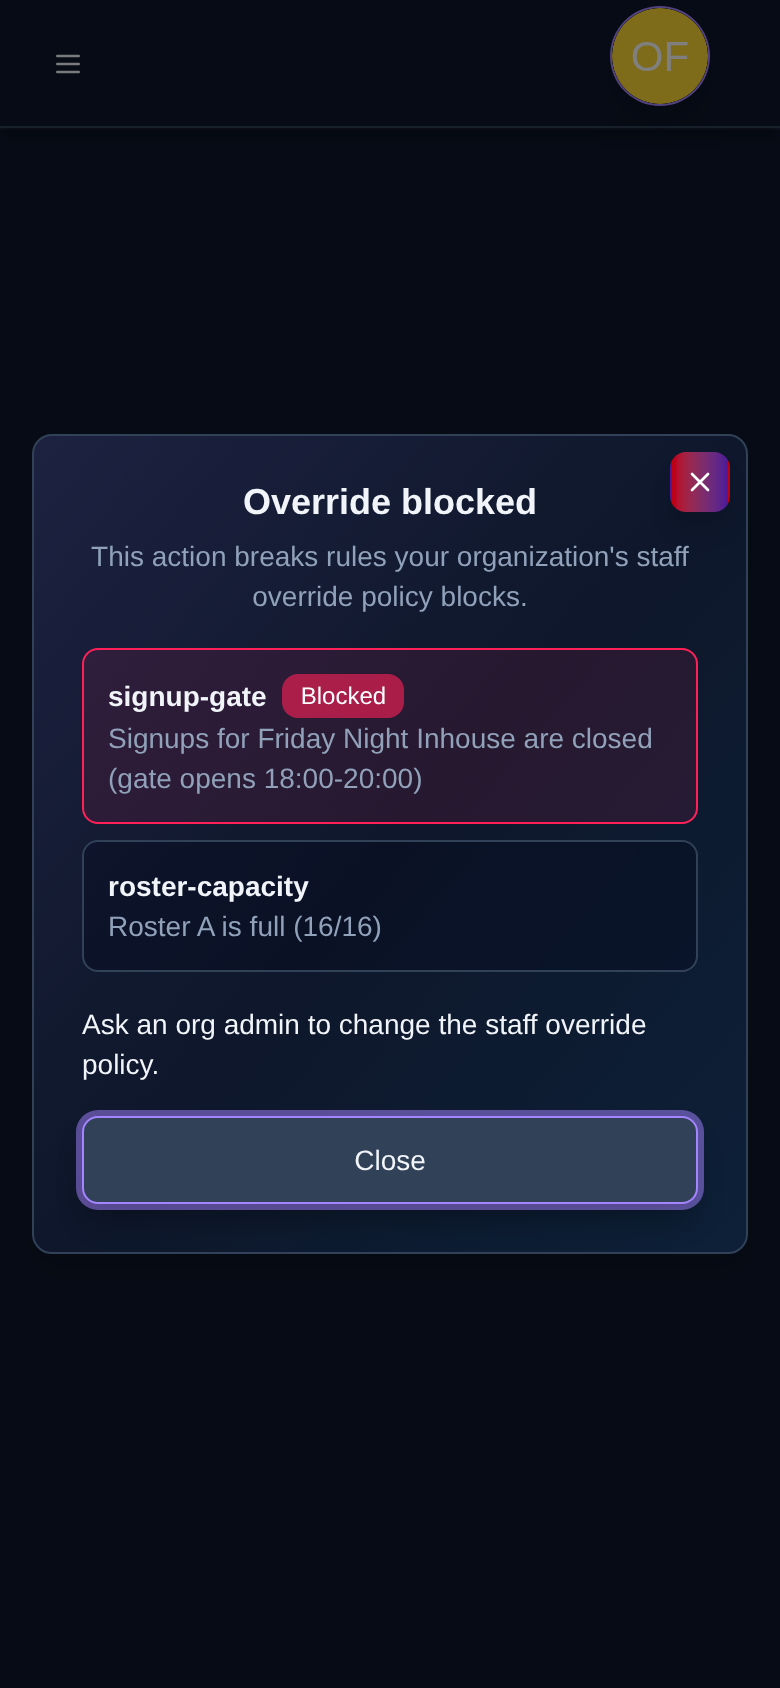 OF
Override blocked
This action breaks rules your organization's staff
override policy blocks.
signup-gate Blocked
Signups for Friday Night Inhouse are closed
(gate opens 18:00-20:00)
roster-capacity
Roster A is full (16/16)
Ask an org admin to change the staff override
policy.
Close